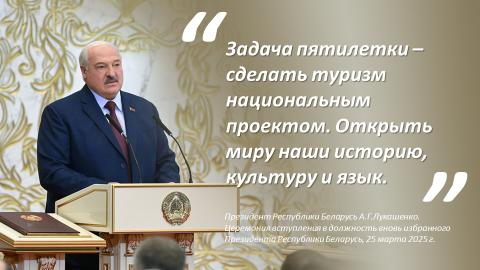 “
Задача пятилетки –
сделать туризм
национальным
проектом. Открыть
миру наши историю,
культуру и язык.
”
Президент Республики Беларусь А.Г.Лукашенко.
Церемония вступления в должность вновь избранного
Президента Республики Беларусь, 25 марта 2025 г.